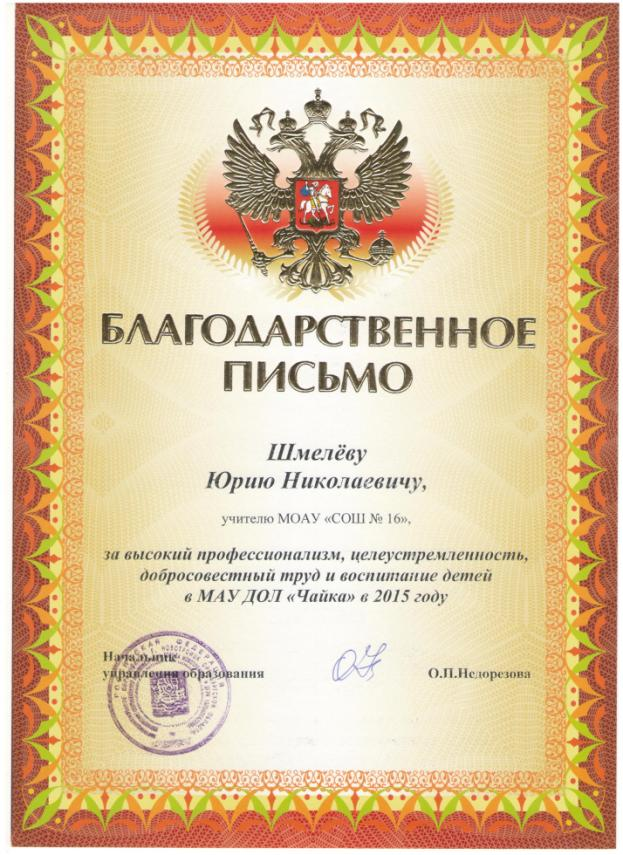 БЛАГОДАРСТВЕННОЕ
ПИСЬМО
Шмелёву
Юрию Николаевичу,
учителю МОАУ «СОШ № 16»,
за высокий профессионализм, целеустремленность,
добросовестный труд и воспитание детей
в МАУ ДОЛ «Чайка» в 2015 году
Начальник
управления образования
О.П.Недорезова